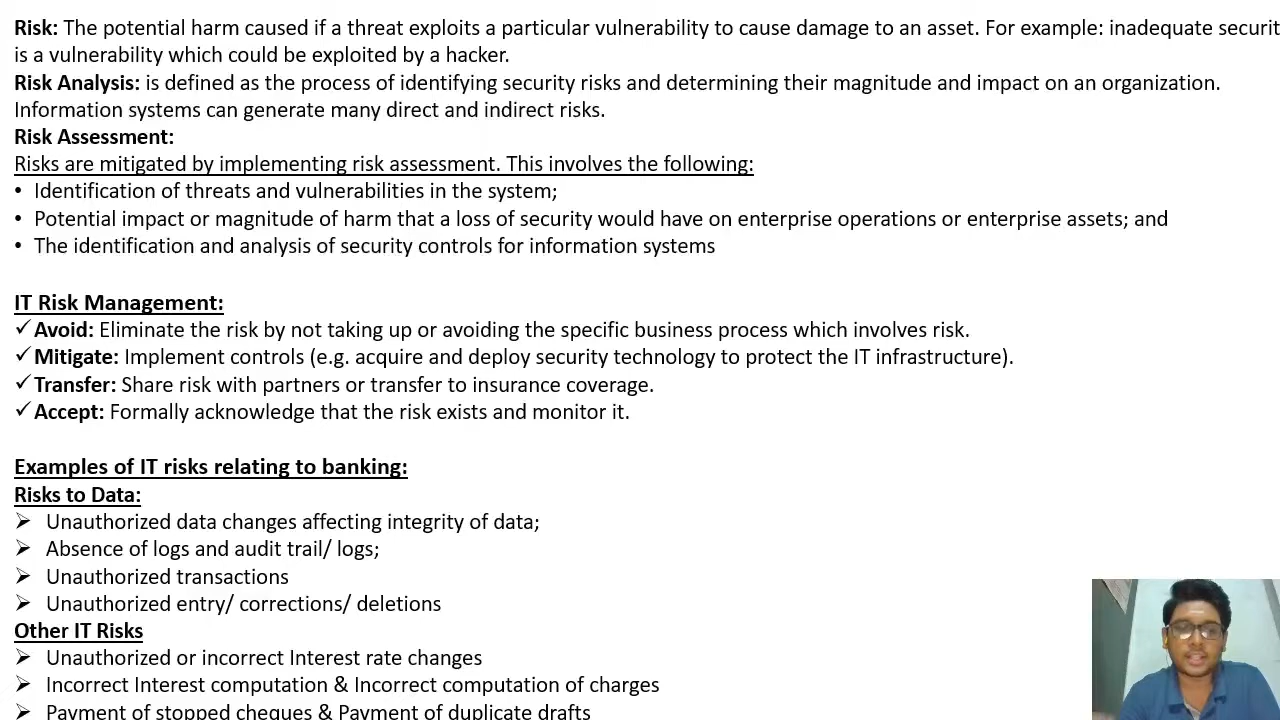 Risk: The potential harm caused if a threat exploits a particular vulnerability to cause damage to an asset. For example: inadequate securit
is a vulnerability which could be exploited by a hacker.
Risk Analysis: is defined as the process of identifying security risks and determining their magnitude and impact on an organization.
Information systems can generate many direct and indirect risks.
Risk Assessment:
Risks are mitigated by implementing risk assessment. This involves the following:
• Identification of threats and vulnerabilities in the system;
• Potential impact or magnitude of harm that a loss of security would have on enterprise operations or enterprise assets; and
• The identification and analysis of security controls for information systems
IT Risk Management:
✓ Avoid: Eliminate the risk by not taking up or avoiding the specific business process which involves risk.
✓ Mitigate: Implement controls (e.g. acquire and deploy security technology to protect the IT infrastructure).
✓ Transfer: Share risk with partners or transfer to insurance coverage.
✓ Accept: Formally acknowledge that the risk exists and monitor it.
Examples of IT risks relating to banking:
Risks to Data:
➢ Unauthorized data changes affecting integrity of data;
➢ Absence of logs and audit trail/ logs;
➢ Unauthorized transactions
➢ Unauthorized entry/ corrections/ deletions
Other IT Risks
➢ Unauthorized or incorrect Interest rate changes
➢ Incorrect Interest computation & Incorrect computation of charges
➢ Payment of stopped cheques & Payment of duplicate drafts